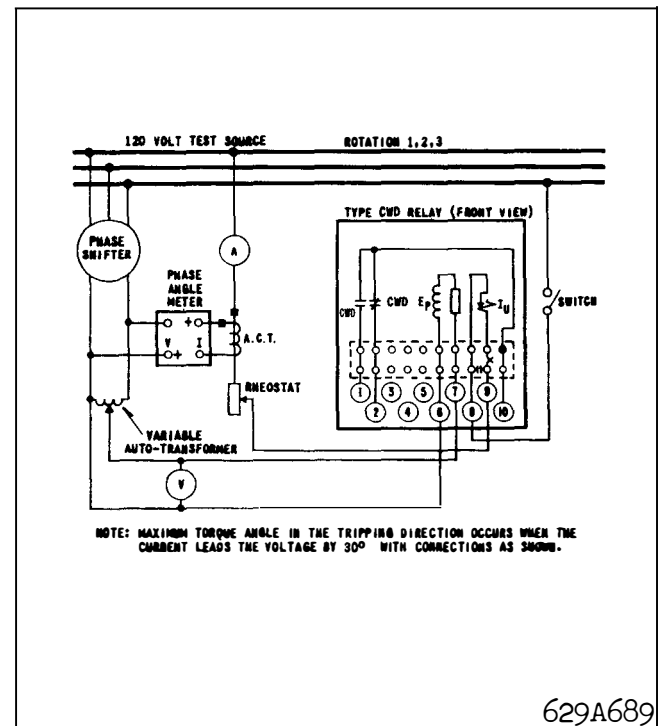 120 VOLT TEST SOURCE ROTATION 1,2,3
TYPE CWD RELAY (FRONT VIEW)
PHASE
SHIFTER
A
PHASE
ANGLE
METER
CWD
CWD
EP
IU
SWITCH
+
I
V
+
A.C.T.
RHEOSTAT
1
3
5
7
9
2
4
6
8
10
VARIABLE
AUTO-TRANSFORMER
V
NOTE: MAXIMUM TORQUE ANGLE IN THE TRIPPING DIRECTION OCCURS WHEN THE
CURRENT LEADS THE VOLTAGE BY 30° WITH CONNECTIONS AS SHOWN.
629A689